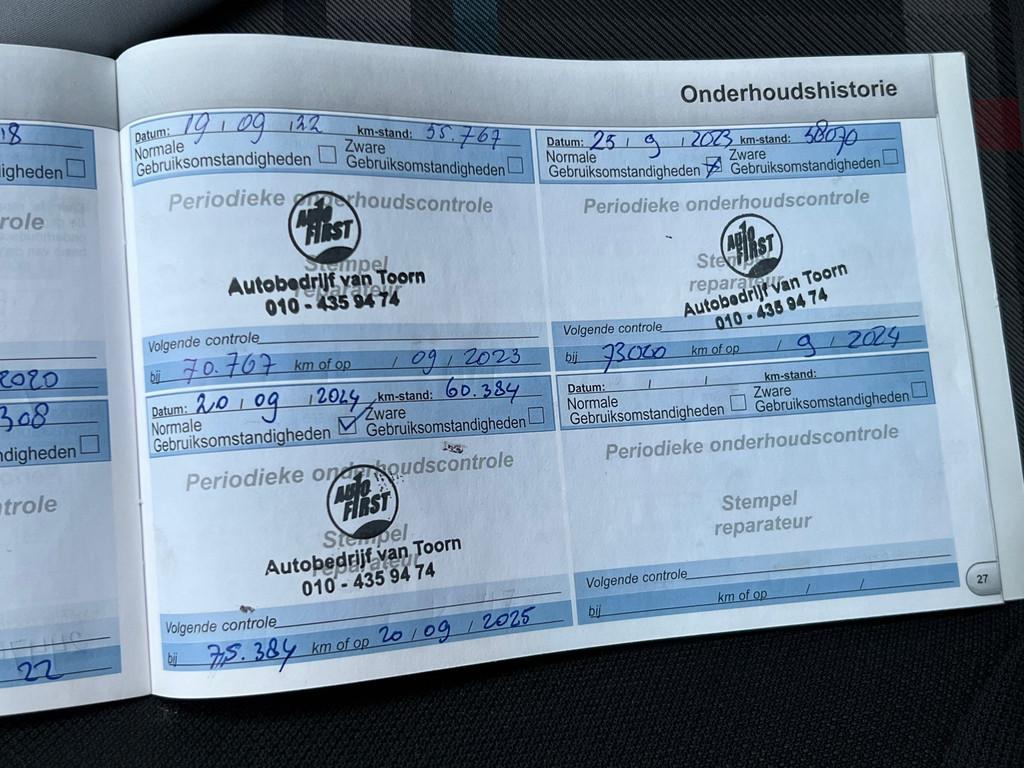 Onderhoudshistorie
18
igheden
role
2020
308
digheden
ntrole
22
Datum: 19 / 09 / 22 km-stand: 55.767
Normale Gebruiksomstandigheden Zware Gebruiksomstandigheden
Periodieke onderhoudscontrole
Auto FIRST
Stempel reparateur
Autobedrijf van Toorn
010 - 435 94 74
Volgende controle
bij 70.767 km of op / 09 / 2023
Datum: 25 / 9 / 2023 km-stand: 58070
Normale Gebruiksomstandigheden Zware Gebruiksomstandigheden
Periodieke onderhoudscontrole
Auto FIRST
Stempel reparateur
Autobedrijf van Toorn
010 - 435 94 74
Volgende controle
bij 73000 km of op / 9 / 2024
Datum: 20 / 09 / 2024 km-stand: 60.384
Normale Gebruiksomstandigheden Zware Gebruiksomstandigheden
Periodieke onderhoudscontrole
Auto FIRST
Stempel reparateur
Autobedrijf van Toorn
010 - 435 94 74
Volgende controle
bij 75.384 km of op 20 / 09 / 2025
Datum: / / km-stand:
Normale Gebruiksomstandigheden Zware Gebruiksomstandigheden
Periodieke onderhoudscontrole
Stempel
reparateur
Volgende controle
bij km of op / /
27